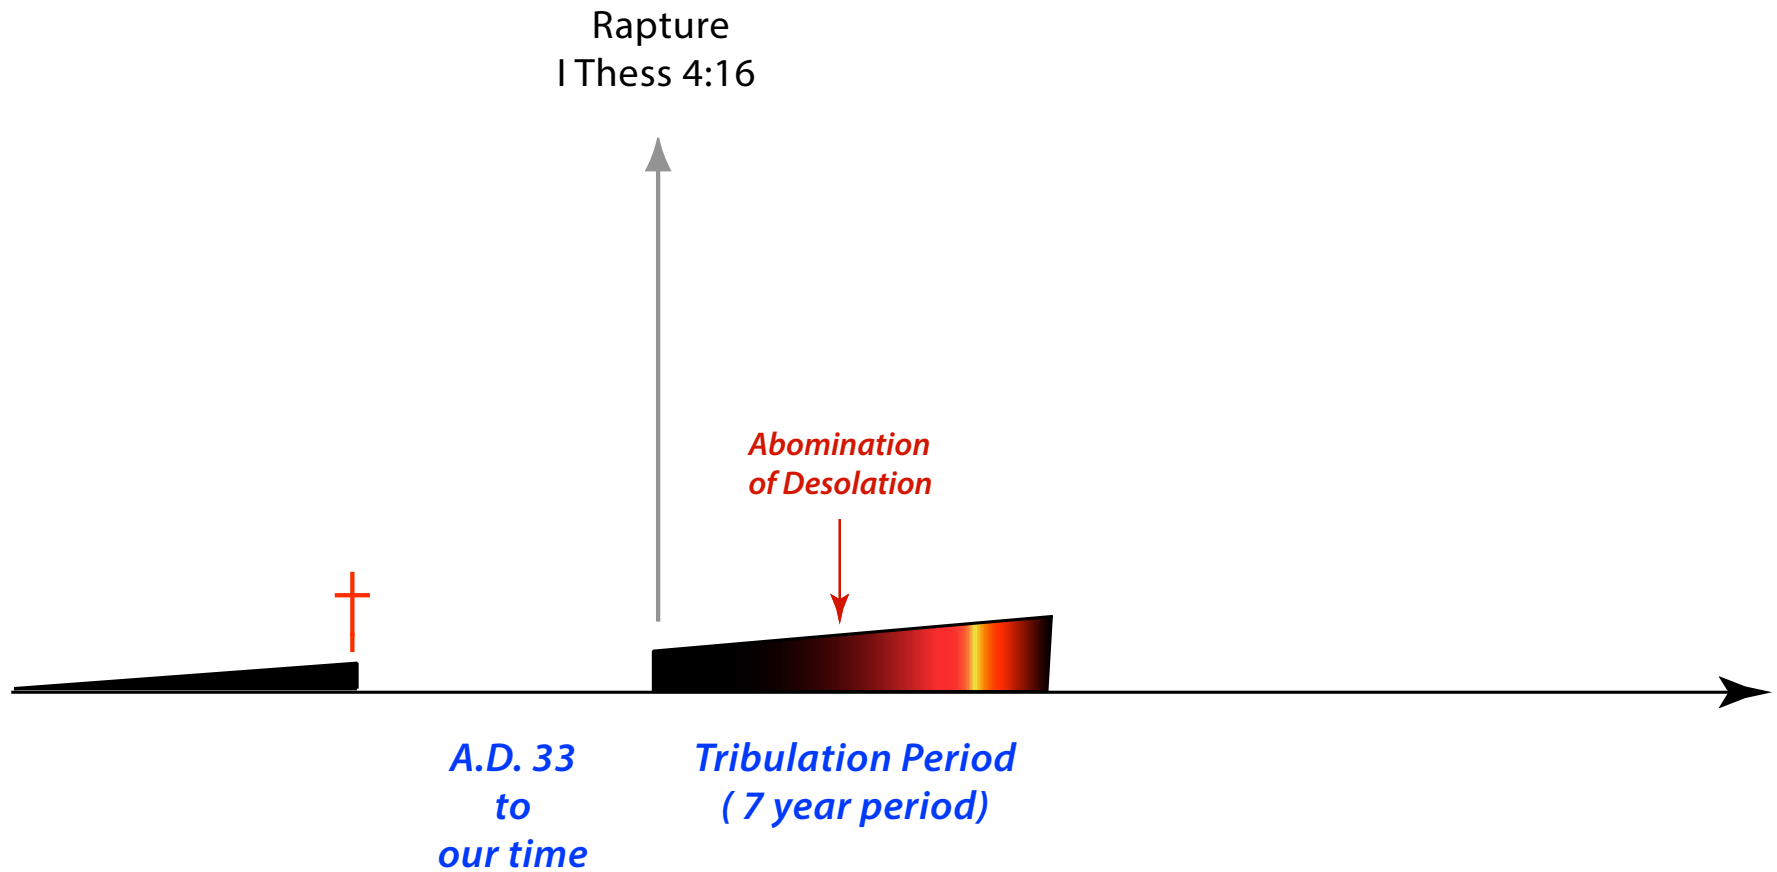 Rapture
I Thess 4:16
Abomination
of Desolation
A.D. 33
to
our time
Tribulation Period
( 7 year period)